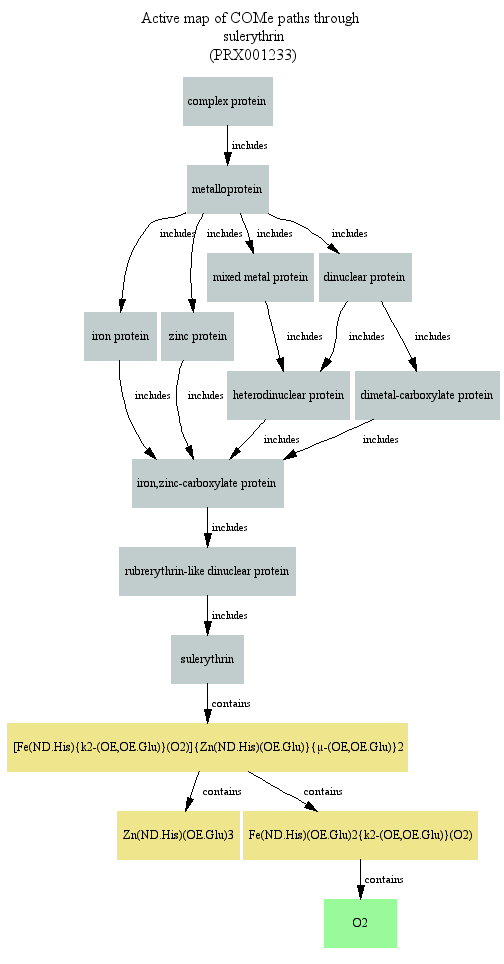 Active map of COMe paths through
sulerythrin
(PRX001233)
complex protein
includes
metalloprotein
includes
includes
includes
includes
mixed metal protein
dinuclear protein
iron protein
zinc protein
includes
includes
includes
heterodinuclear protein
dimetal-carboxylate protein
includes
includes
includes
includes
iron,zinc-carboxylate protein
includes
rubrerythrin-like dinuclear protein
includes
sulerythrin
contains
[Fe(ND.His){k2-(OE,OE.Glu)}(O2)]{Zn(ND.His)(OE.Glu)}{µ-(OE,OE.Glu)}2
contains
contains
Zn(ND.His)(OE.Glu)3
Fe(ND.His)(OE.Glu)2{k2-(OE,OE.Glu)}(O2)
contains
O2